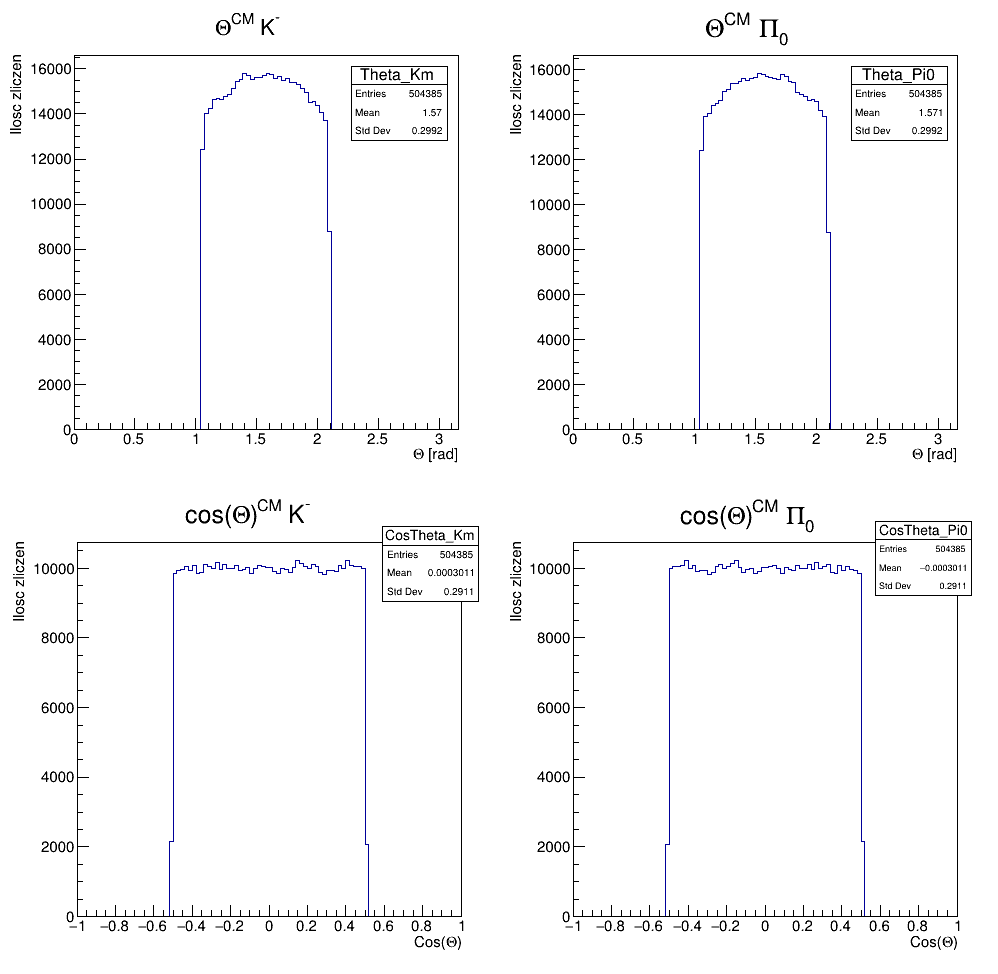 Θ^CM K^-
Ilosc zliczen
16000
14000
12000
10000
8000
6000
4000
2000
0
0 0.5 1 1.5 2 2.5 3
Θ [rad]
Theta_Km
Entries 504385
Mean 1.57
Std Dev 0.2992
Θ^CM Π_0
Ilosc zliczen
16000
14000
12000
10000
8000
6000
4000
2000
0
0 0.5 1 1.5 2 2.5 3
Θ [rad]
Theta_Pi0
Entries 504385
Mean 1.571
Std Dev 0.2992
cos(Θ)^CM K^-
Ilosc zliczen
10000
8000
6000
4000
2000
0
−1 −0.8 −0.6 −0.4 −0.2 0 0.2 0.4 0.6 0.8 1
Cos(Θ)
CosTheta_Km
Entries 504385
Mean 0.0003011
Std Dev 0.2911
cos(Θ)^CM Π_0
Ilosc zliczen
10000
8000
6000
4000
2000
0
−1 −0.8 −0.6 −0.4 −0.2 0 0.2 0.4 0.6 0.8 1
Cos(Θ)
CosTheta_Pi0
Entries 504385
Mean −0.0003011
Std Dev 0.2911